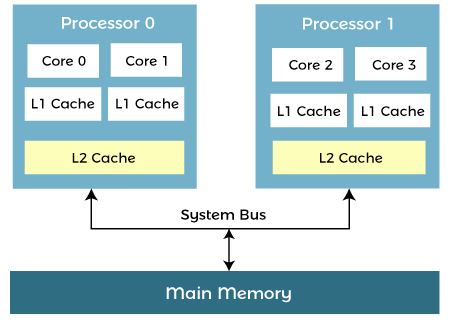 Processor 0
Processor 1
Core 0
Core 1
Core 2
Core 3
L1 Cache
L1 Cache
L1 Cache
L1 Cache
L2 Cache
L2 Cache
System Bus
Main Memory